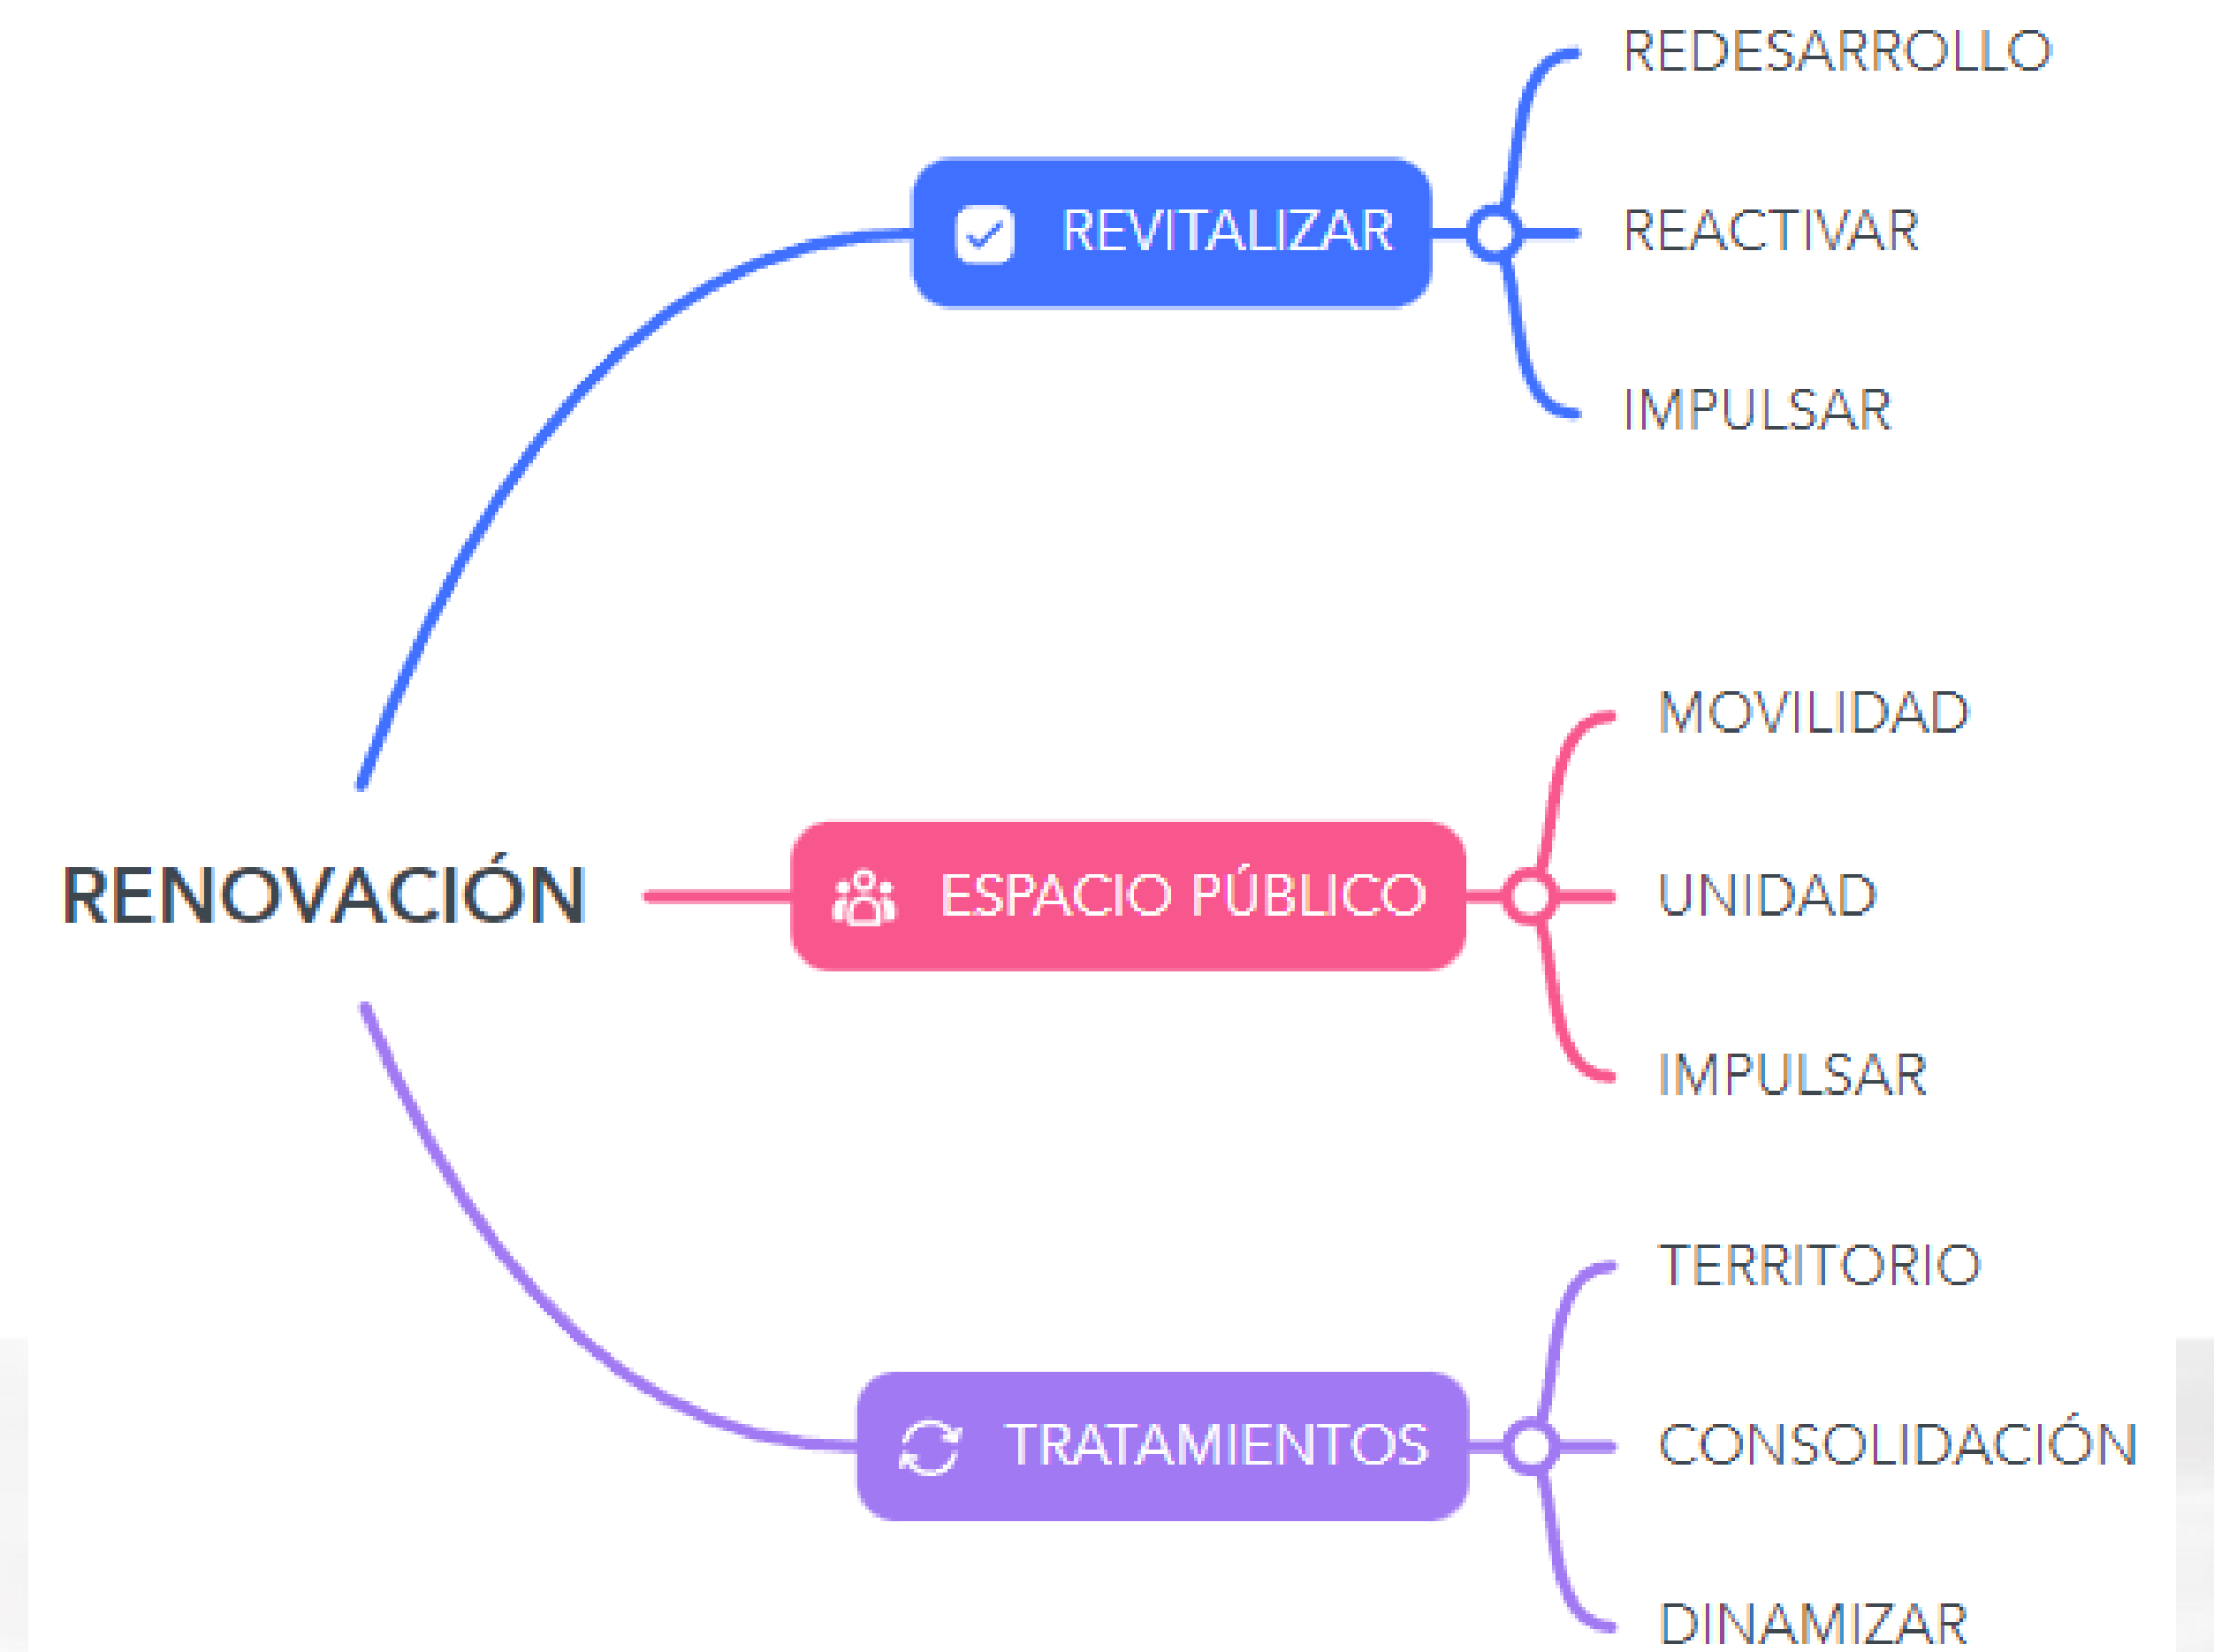 RENOVACIÓN
REVITALIZAR
REDESARROLLO
REACTIVAR
IMPULSAR
ESPACIO PÚBLICO
MOVILIDAD
UNIDAD
IMPULSAR
TRATAMIENTOS
TERRITORIO
CONSOLIDACIÓN
DINAMIZAR